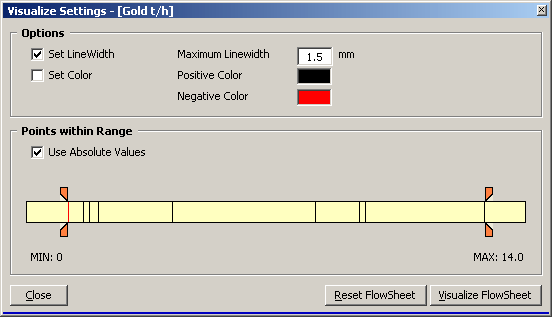 Visualize Settings - [Gold t/h]
Options
Set LineWidth
Maximum Linewidth 1.5 mm
Set Color
Positive Color
Negative Color
Points within Range
Use Absolute Values
MIN: 0
MAX: 14.0
Close
Reset FlowSheet
Visualize FlowSheet